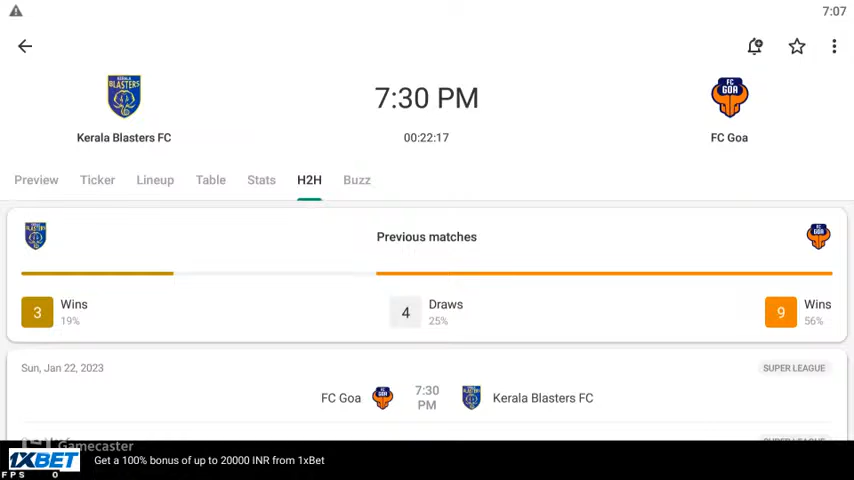 7:07
7:30 PM
Kerala Blasters FC
00:22:17
FC Goa
Preview Ticker Lineup Table Stats H2H Buzz
Previous matches
3 Wins 19%
4 Draws 25%
9 Wins 56%
Sun, Jan 22, 2023 SUPER LEAGUE
FC Goa 7:30 PM Kerala Blasters FC
Gamecaster
1XBET Get a 100% bonus of up to 20000 INR from 1xBet
FPS 0